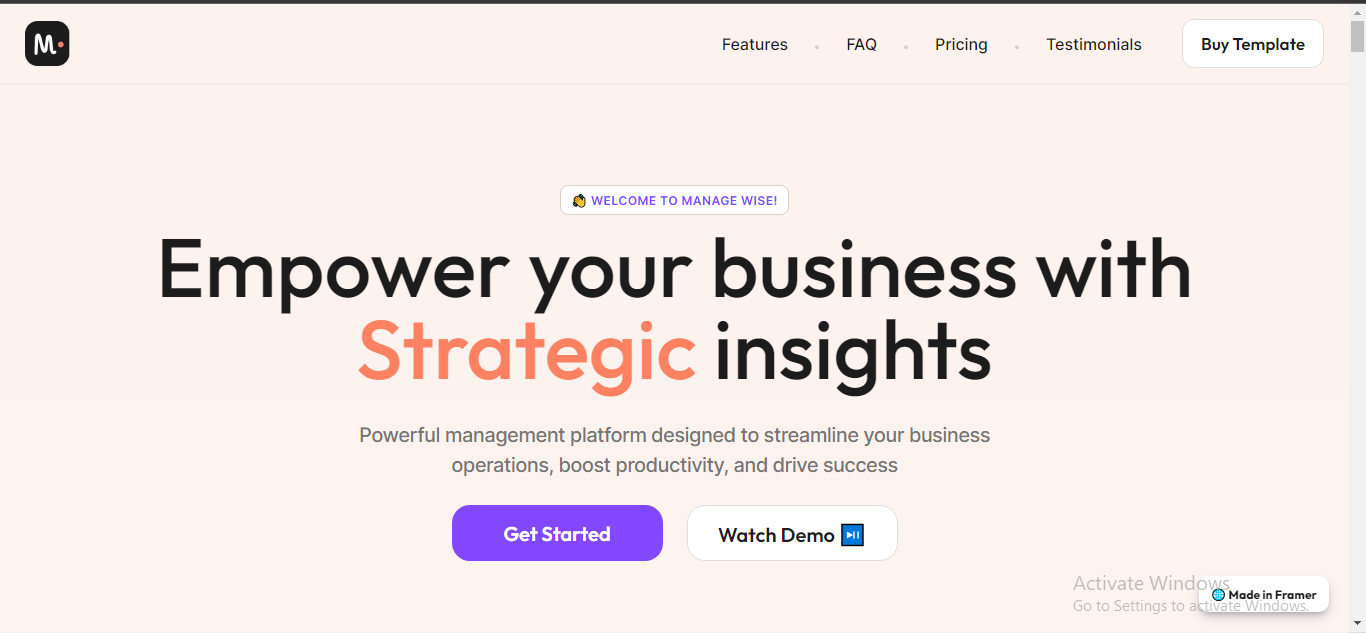 M.
Features
FAQ
Pricing
Testimonials
Buy Template
👋 WELCOME TO MANAGE WISE!
Empower your business with
Strategic insights
Powerful management platform designed to streamline your business
operations, boost productivity, and drive success
Get Started
Watch Demo ⏯
Activate Windows
Go to Settings to activate Windows.
🌐 Made in Framer